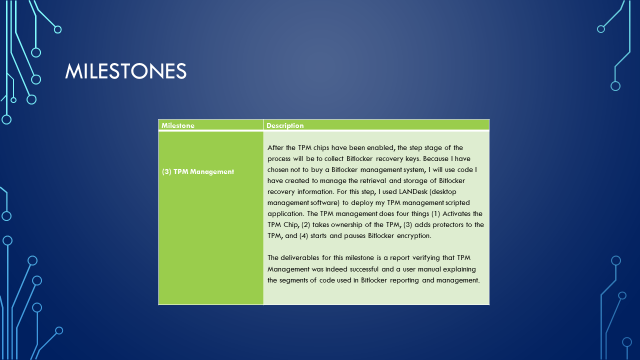 MILESTONES
Milestone Description
(3) TPM Management
After the TPM chips have been enabled, the step stage of the
process will be to collect Bitlocker recovery keys. Because I have
chosen not to buy a Bitlocker management system, I will use code I
have created to manage the retrieval and storage of Bitlocker
recovery information. For this step, I used LANDesk (desktop
management software) to deploy my TPM management scripted
application. The TPM management does four things (1) Activates the
TPM Chip, (2) takes ownership of the TPM, (3) adds protectors to the
TPM, and (4) starts and pauses Bitlocker encryption.
The deliverables for this milestone is a report verifying that TPM
Management was indeed successful and a user manual explaining
the segments of code used in Bitlocker reporting and management.